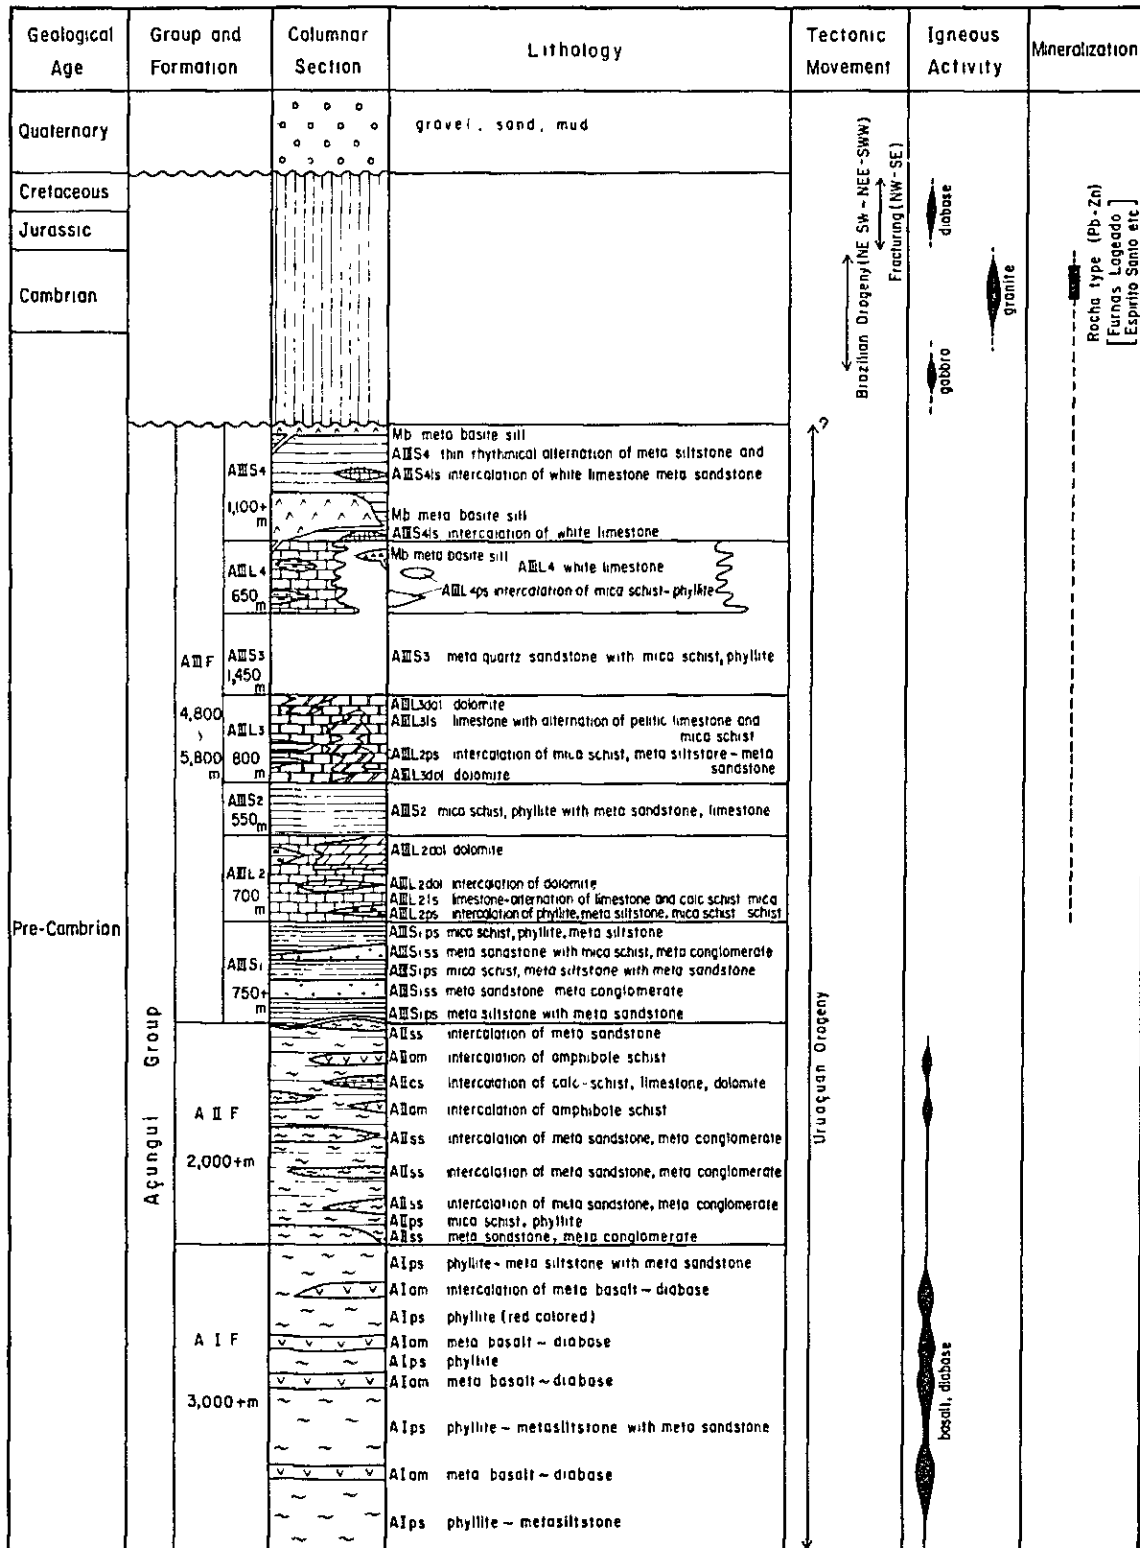 Geological Age
Group and Formation
Columnar Section
Lithology
Tectonic Movement
Igneous Activity
Mineralization
Quaternary
gravel, sand, mud
Cretaceous
Jurassic
Cambrian
Brazilian Orogeny (NE SW~NEE-SWW)
Fracturing (NW-SE)
diabase
granite
gabbro
Rocha type (Pb-Zn)
[Furnas Lageado
Espirito Santo etc]
Pre-Cambrian
Açungui Group
AⅢF
4,800
~
5,800 m
AⅢS4
1,100+ m
Mb meta basite sill
AⅢS4 thin rhythmical alternation of meta siltstone and
AⅢS4ls intercalation of white limestone meta sandstone
Mb meta basite sill
AⅢS4ls intercalation of white limestone
AⅢL4
650 m
Mb meta basite sill
AⅢL4 white limestone
AⅢL4ps intercalation of mica schist-phyllite
AⅢS3
1,450 m
AⅢS3 meta quartz sandstone with mica schist, phyllite
AⅢL3
800 m
AⅢL3dol dolomite
AⅢL3ls limestone with alternation of pelitic limestone and
mica schist
AⅢL2ps intercalation of mica schist, meta siltstone ~ meta
sandstone
AⅢL3dol dolomite
AⅢS2
550 m
AⅢS2 mica schist, phyllite with meta sandstone, limestone
AⅢL2
700 m
AⅢL2dol dolomite
AⅢL2dol intercalation of dolomite
AⅢL2ls limestone-alternation of limestone and calc schist mica
AⅢL2ps intercalation of phyllite, meta siltstone, mica schist schist
AⅢS1
750+ m
AⅢS1ps mica schist, phyllite, meta siltstone
AⅢS1ss meta sandstone with mica schist, meta conglomerate
AⅢS1ps mica schist, meta siltstone with meta sandstone
AⅢS1ss meta sandstone meta conglomerate
AⅢS1ps meta siltstone with meta sandstone
A Ⅱ F
2,000+m
AⅡss intercalation of meta sandstone
AⅡam intercalation of amphibole schist
AⅡcs intercalation of calc-schist, limestone, dolomite
AⅡam intercalation of amphibole schist
AⅡss intercalation of meta sandstone, meta conglomerate
AⅡss intercalation of meta sandstone, meta conglomerate
AⅡss intercalation of meta sandstone, meta conglomerate
AⅡps mica schist, phyllite
AⅡss meta sandstone, meta conglomerate
A Ⅰ F
3,000+m
AⅠps phyllite~meta siltstone with meta sandstone
AⅠam intercalation of meta basalt~diabase
AⅠps phyllite (red colored)
AⅠam meta basalt~diabase
AⅠps phyllite
AⅠam meta basalt~diabase
AⅠps phyllite~metasiltstone with meta sandstone
AⅠam meta basalt~diabase
AⅠps phyllite~metasiltstone
?
Uruaçuan Orogeny
basalt, diabase